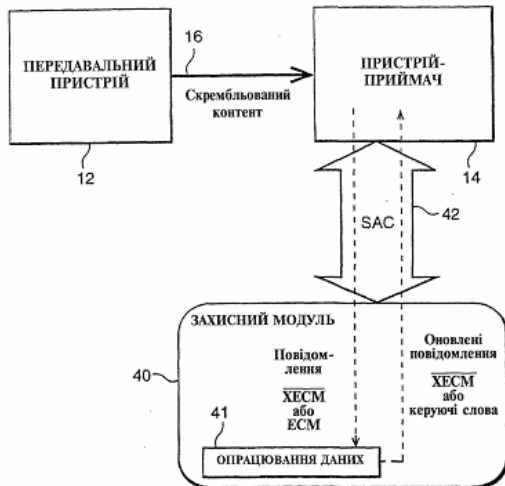 ПЕРЕДАВАЛЬНИЙ
ПРИСТРІЙ
12
16
Скрембльований
контент
ПРИСТРІЙ-
ПРИЙМАЧ
14
SAC
42
ЗАХИСНИЙ МОДУЛЬ
40
Повідом-
лення
XECM
або
ECM
Оновлені
повідомлення
XECM
або
керуючі слова
41
ОПРАЦЮВАННЯ ДАНИХ